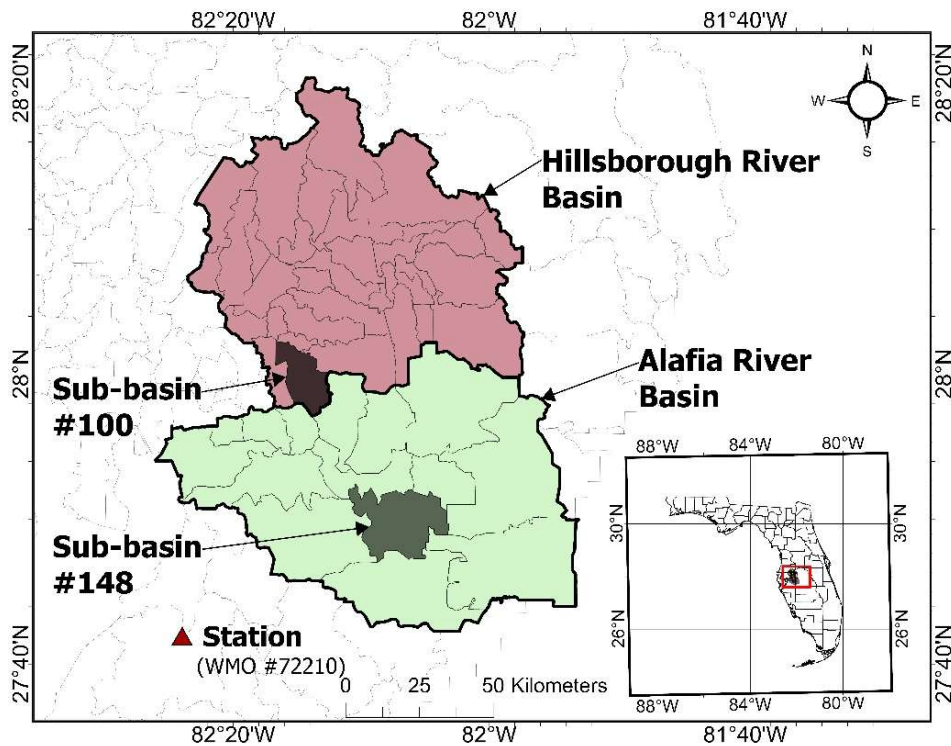 82°20'W 82°W 81°40'W
28°20'N
28°20'N
N
W E
S
Hillsborough River
Basin
28°N
28°N
Alafia River
Basin
Sub-basin
#100
88°W 84°W 80°W
30°N
30°N
Sub-basin
#148
26°N
26°N
Station
(WMO #72210)
27°40'N
27°40'N
0 25 50 Kilometers
88°W 84°W 80°W
82°20'W 82°W 81°40'W